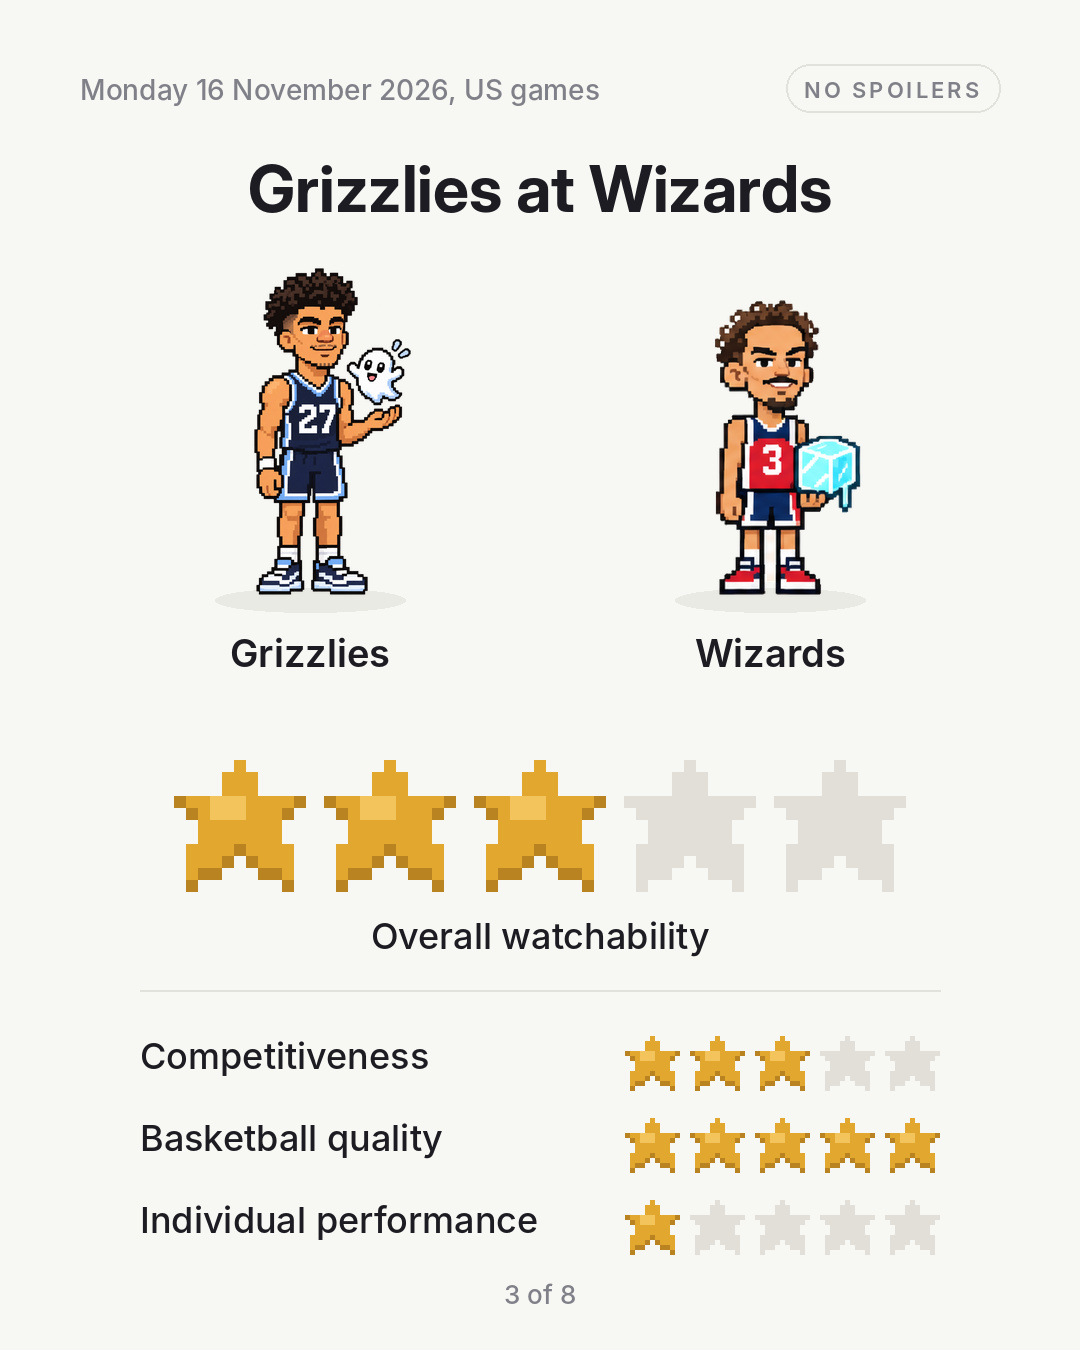 Monday 16 November 2026, US games
NO SPOILERS
Grizzlies at Wizards
27
3
Grizzlies
Wizards
Overall watchability
Competitiveness
Basketball quality
Individual performance
3 of 8